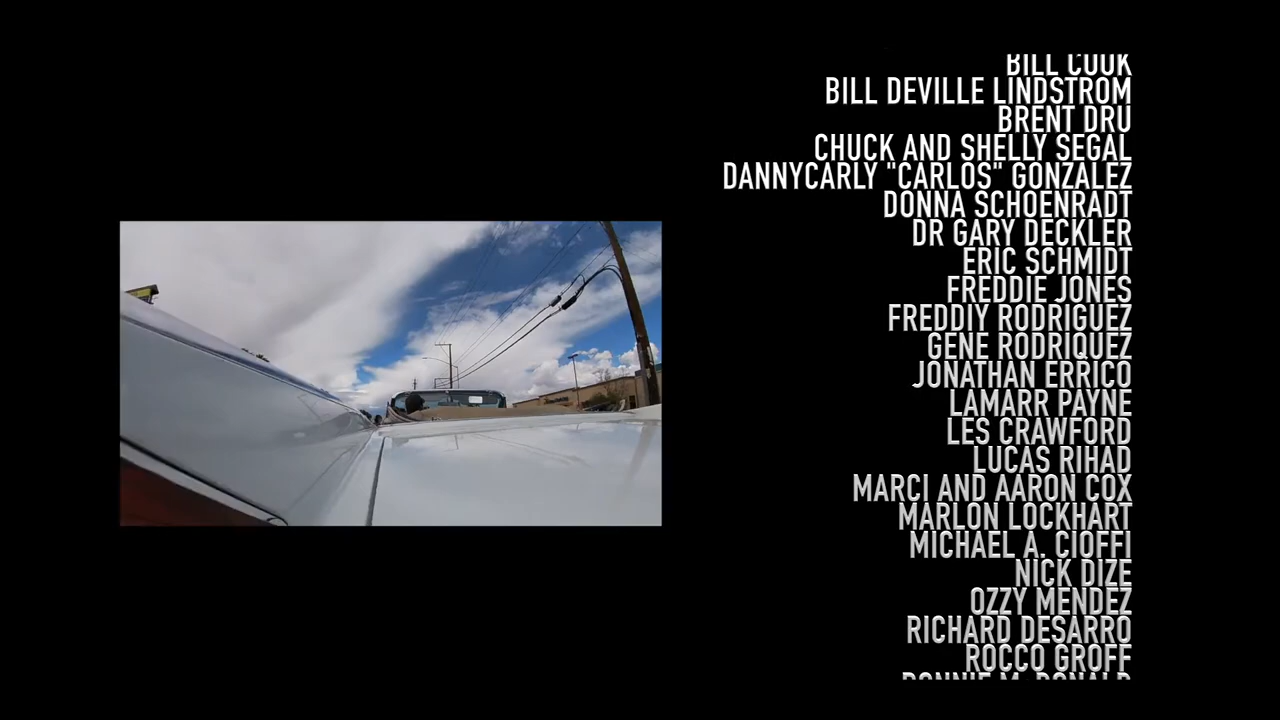 BILL COOK
BILL DEVILLE LINDSTROM
BRENT DRU
CHUCK AND SHELLY SEGAL
DANNYCARLY "CARLOS" GONZALEZ
DONNA SCHOENRADT
DR GARY DECKLER
ERIC SCHMIDT
FREDDIE JONES
FREDDIY RODRIGUEZ
GENE RODRIQUEZ
JONATHAN ERRICO
LAMARR PAYNE
LES CRAWFORD
LUCAS RIHAD
MARCI AND AARON COX
MARLON LOCKHART
MICHAEL A. CIOFFI
NICK DIZE
OZZY MENDEZ
RICHARD DESARRO
ROCCO GROFF